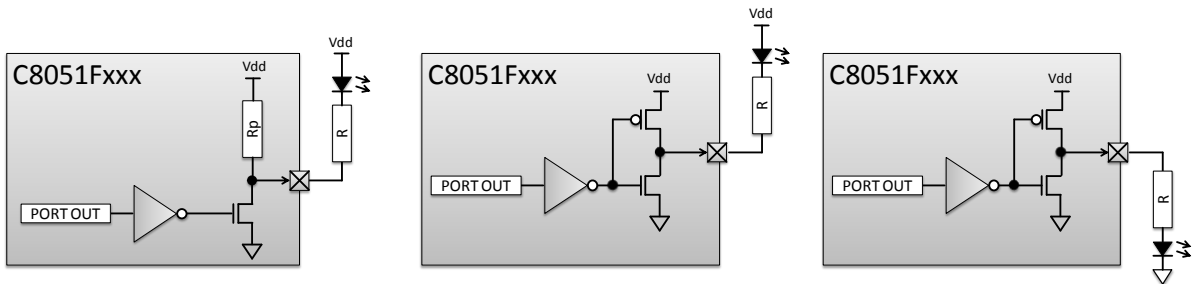 C8051Fxxx
Vdd
Rp
PORT OUT
Vdd
R
C8051Fxxx
Vdd
PORT OUT
Vdd
R
C8051Fxxx
Vdd
PORT OUT
R